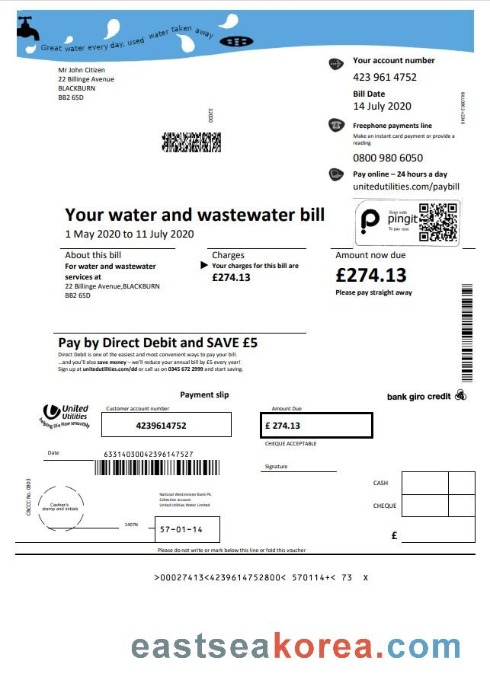 Great water every day, used water taken away
Mr John Citizen
22 Billinge Avenue
BLACKBURN
BB2 6SD
Your account number
423 961 4752
Bill Date
14 July 2020
Freephone payments line
Make an instant card payment or provide a
reading
0800 980 6050
Pay online – 24 hours a day
unitedutilities.com/paybill
pingit
To pay now
Your water and wastewater bill
1 May 2020 to 11 July 2020
About this bill
For water and wastewater
services at
22 Billinge Avenue,BLACKBURN
BB2 6SD
Charges
Your charges for this bill are
£274.13
Amount now due
£274.13
Please pay straight away
Pay by Direct Debit and SAVE £5
Direct Debit is one of the easiest and most convenient ways to pay your bill.
...and you'll also save money – we'll reduce your annual bill by £5 every year!
Sign up at unitedutilities.com/dd or call us on 0345 672 2999 and start saving.
Payment slip
bank giro credit
United
Utilities
helping life flow smoothly
Customer account number
4239614752
Amount Due
£ 274.13
CHEQUE ACCEPTABLE
Date
63314030042396147527
Signature
Cashier's
stamp and initials
National Westminster Bank Plc
Collection account
United Utilities Water Limited
57-01-14
CASH
CHEQUE
£
Please do not write or mark below this line or fold this voucher
>00027413<4239614752800< 570114+< 73 X
eastseakorea.com